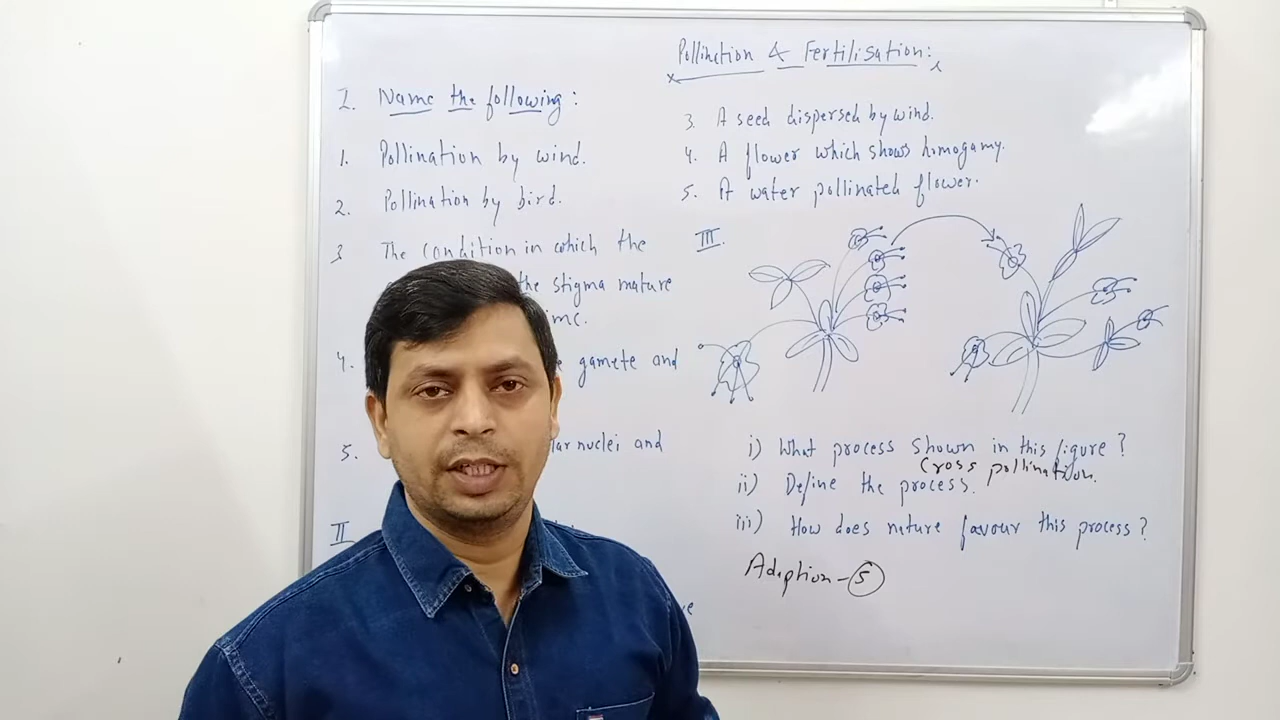 Pollination & Fertilisation:
I. Name the following:
1. Pollination by wind.
2. Pollination by bird.
3 The condition in which the
the stigma mature
4. gamete and
5. nuclei and
II
3. A seed dispersed by wind.
4. A flower which shows homogamy.
5. A water pollinated flower.
III.
i) What process shown in this figure?
Cross pollination.
ii) Define the process.
iii) How does nature favour this process?
Adaption - 5